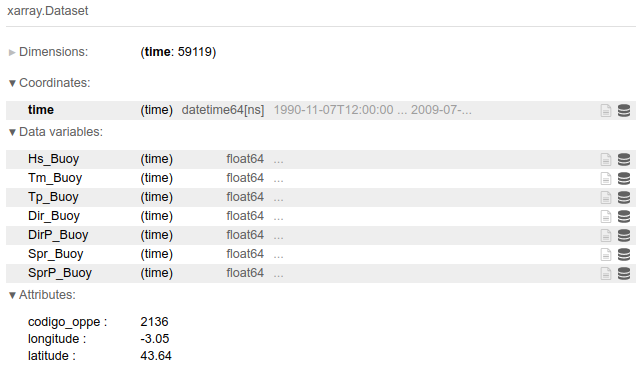 xarray.Dataset
► Dimensions: (time: 59119)
▼ Coordinates:
time (time) datetime64[ns] 1990-11-07T12:00:00 ... 2009-07-...
▼ Data variables:
Hs_Buoy (time) float64 ...
Tm_Buoy (time) float64 ...
Tp_Buoy (time) float64 ...
Dir_Buoy (time) float64 ...
DirP_Buoy (time) float64 ...
Spr_Buoy (time) float64 ...
SprP_Buoy (time) float64 ...
▼ Attributes:
codigo_oppe : 2136
longitude : -3.05
latitude : 43.64